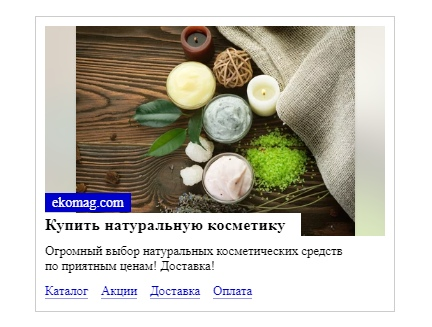 ekomag.com
Купить натуральную косметику
Огромный выбор натуральных косметических средств
по приятным ценам! Доставка!
Каталог Акции Доставка Оплата